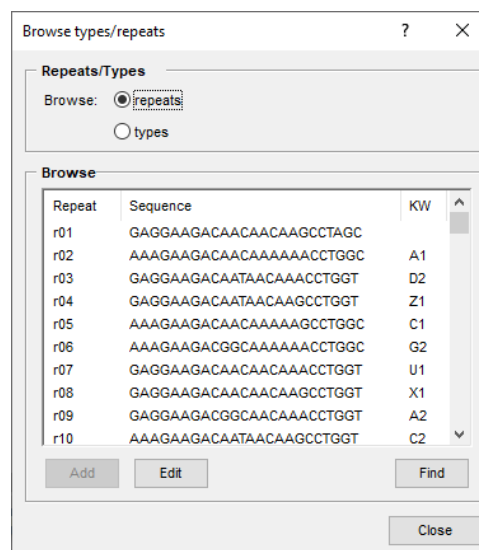 Browse types/repeats ?
Repeats/Types
Browse: repeats
types
Browse
Repeat Sequence KW
r01 GAGGAAGACAACAACAAGCCTAGC
r02 AAAGAAGACAACAAAAAACCTGGC A1
r03 GAGGAAGACAATAACAAACCTGGT D2
r04 GAGGAAGACAATAACAAGCCTGGT Z1
r05 AAAGAAGACAACAAAAAGCCTGGC C1
r06 AAAGAAGACGGCAAAAAACCTGGC G2
r07 GAGGAAGACAACAACAAACCTGGT U1
r08 GAGGAAGACAACAACAAGCCTGGT X1
r09 GAGGAAGACGGCAACAAACCTGGT A2
r10 AAAGAAGACAATAACAAGCCTGGT C2
Add Edit Find
Close